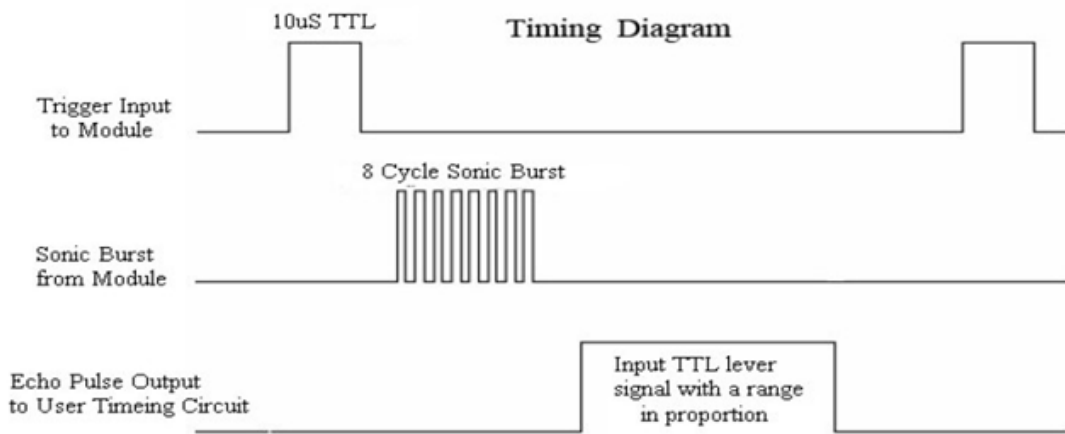 10uS TTL
Timing Diagram
Trigger Input
to Module
8 Cycle Sonic Burst
Sonic Burst
from Module
Echo Pulse Output
to User Timeing Circuit
Input TTL lever
signal with a range
in proportion